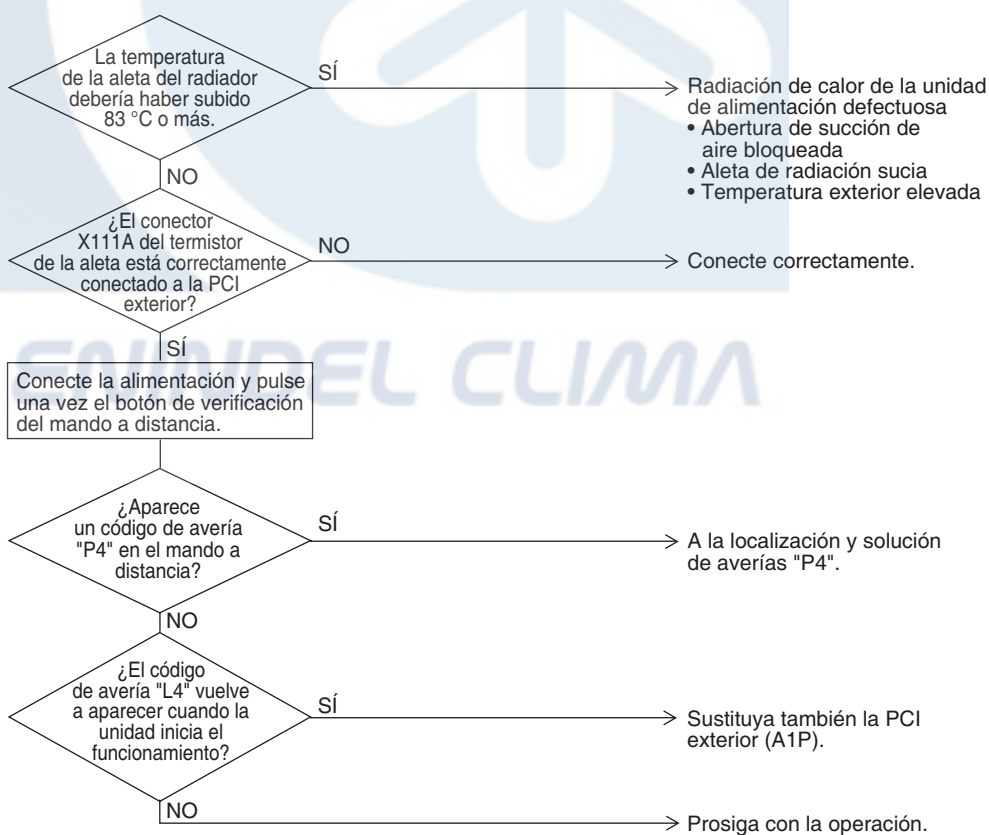 La temperatura
de la aleta del radiador
debería haber subido
83 °C o más.
SÍ
Radiación de calor de la unidad
de alimentación defectuosa
• Abertura de succión de
aire bloqueada
• Aleta de radiación sucia
• Temperatura exterior elevada
NO
¿El conector
X111A del termistor
de la aleta está correctamente
conectado a la PCI
exterior?
NO
Conecte correctamente.
SÍ
ENINDEL CLIMA
Conecte la alimentación y pulse
una vez el botón de verificación
del mando a distancia.
¿Aparece
un código de avería
"P4" en el mando a
distancia?
SÍ
A la localización y solución
de averías "P4".
NO
¿El código
de avería "L4" vuelve
a aparecer cuando la
unidad inicia el
funcionamiento?
SÍ
Sustituya también la PCI
exterior (A1P).
NO
Prosiga con la operación.